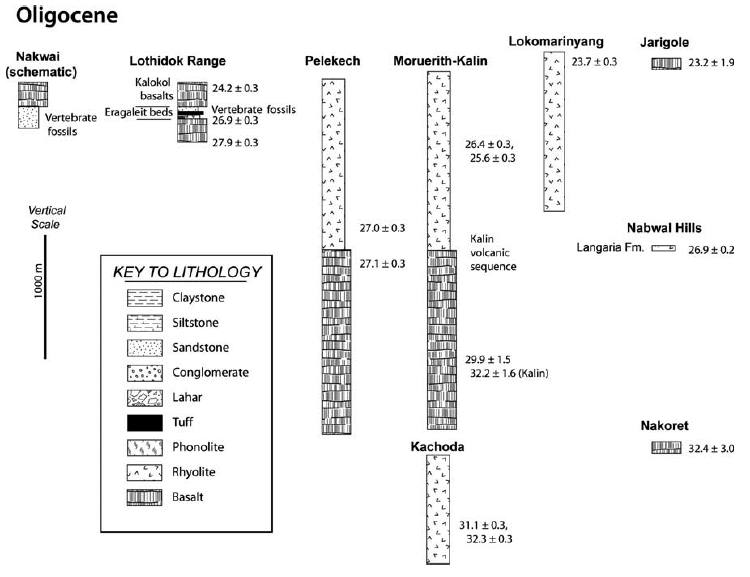 Oligocene
Nakwai
(schematic)
Vertebrate
fossils
Lothidok Range
Kalokol
basalts
24.2 ± 0.3
Eragaleit beds
Vertebrate fossils
26.9 ± 0.3
27.9 ± 0.3
Pelekech
27.0 ± 0.3
27.1 ± 0.3
Moruerith-Kalin
26.4 ± 0.3,
25.6 ± 0.3
Kalin
volcanic
sequence
29.9 ± 1.5
32.2 ± 1.6 (Kalin)
Lokomarinyang
23.7 ± 0.3
Jarigole
23.2 ± 1.9
Nabwal Hills
Langaria Fm.
26.9 ± 0.2
Nakoret
32.4 ± 3.0
Kachoda
31.1 ± 0.3,
32.3 ± 0.3
Vertical
Scale
1000 m
KEY TO LITHOLOGY
Claystone
Siltstone
Sandstone
Conglomerate
Lahar
Tuff
Phonolite
Rhyolite
Basalt